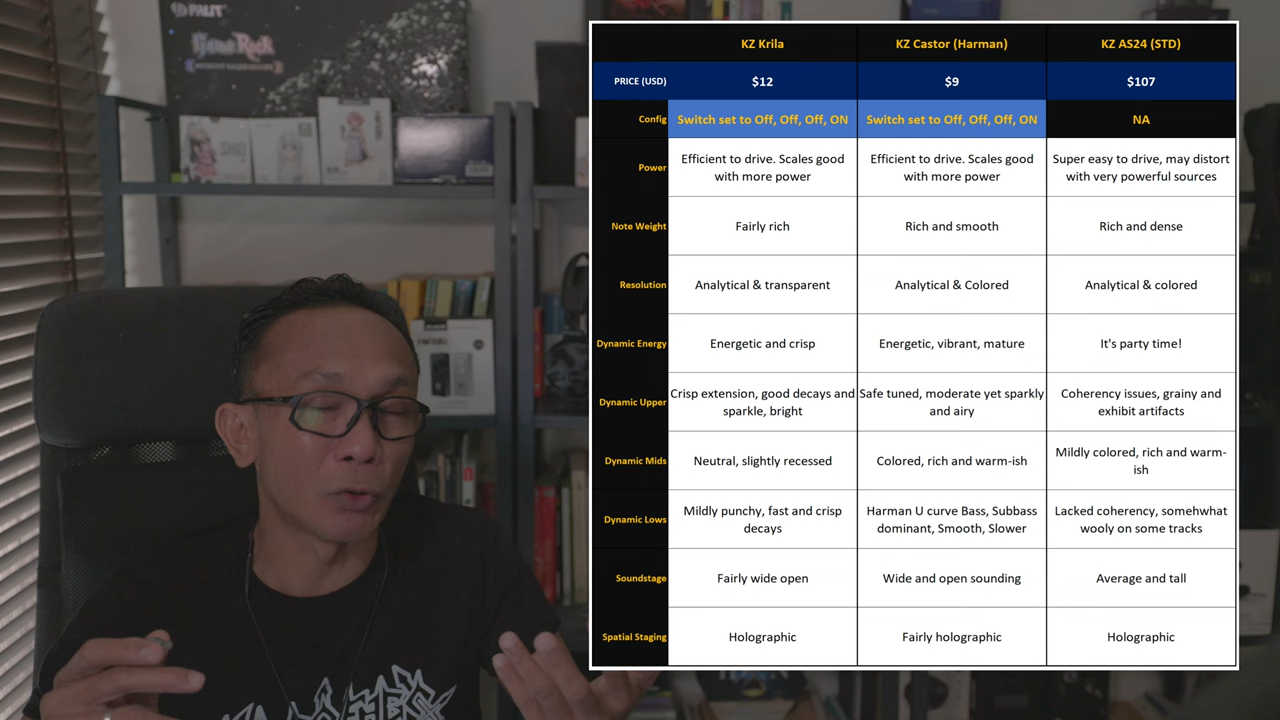 PALIT
GameRock
KZ Krila
KZ Castor (Harman)
KZ AS24 (STD)
PRICE (USD)
$12
$9
$107
Config
Switch set to Off, Off, Off, ON
Switch set to Off, Off, Off, ON
NA
Power
Efficient to drive. Scales good
with more power
Efficient to drive. Scales good
with more power
Super easy to drive, may distort
with very powerful sources
Note Weight
Fairly rich
Rich and smooth
Rich and dense
Resolution
Analytical & transparent
Analytical & Colored
Analytical & colored
Dynamic Energy
Energetic and crisp
Energetic, vibrant, mature
It's party time!
Dynamic Upper
Crisp extension, good decays and
sparkle, bright
Safe tuned, moderate yet sparkly
and airy
Coherency issues, grainy and
exhibit artifacts
Dynamic Mids
Neutral, slightly recessed
Colored, rich and warm-ish
Mildly colored, rich and warm-
ish
Dynamic Lows
Mildly punchy, fast and crisp
decays
Harman U curve Bass, Subbass
dominant, Smooth, Slower
Lacked coherency, somehwhat
wooly on some tracks
Soundstage
Fairly wide open
Wide and open sounding
Average and tall
Spatial Staging
Holographic
Fairly holographic
Holographic